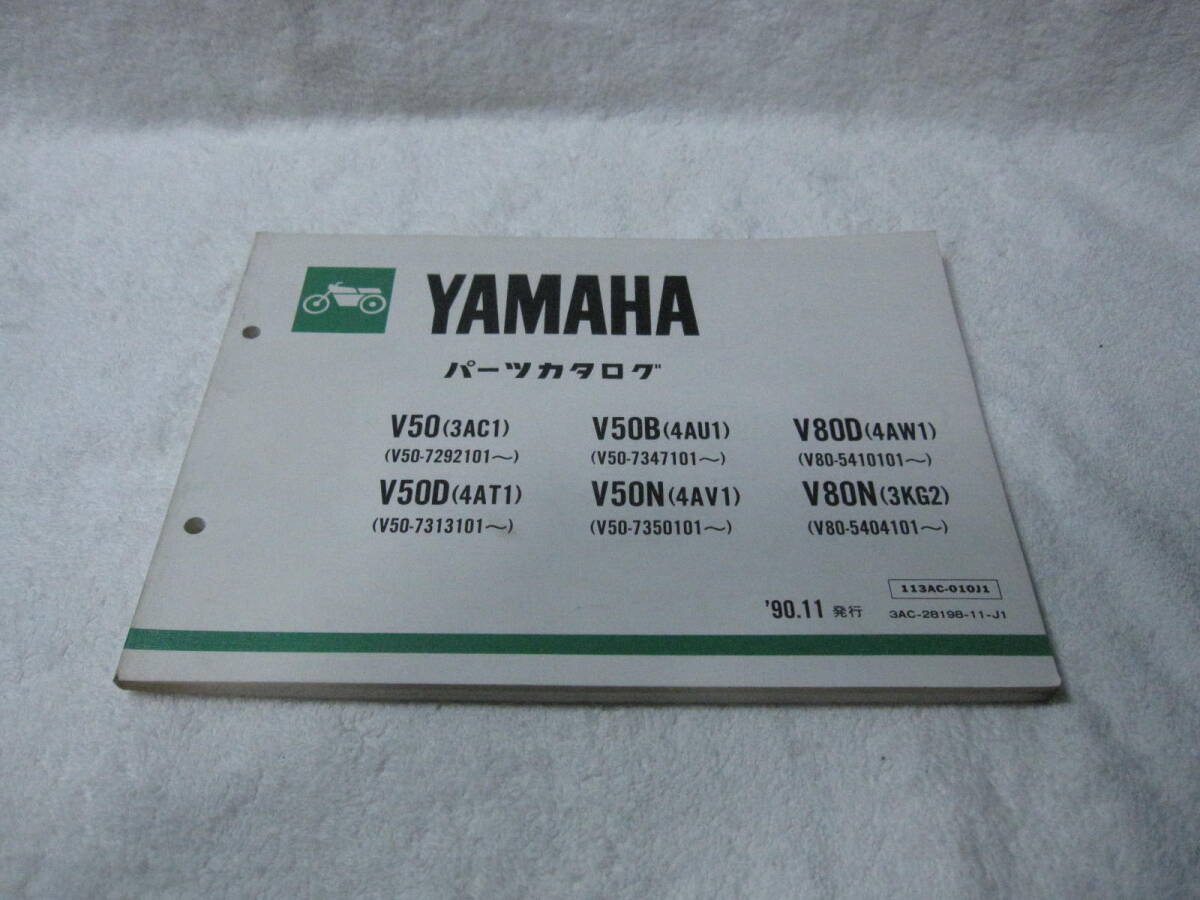 YAMAHA
パーツカタログ
V50(3AC1) V50B(4AU1) V80D(4AW1)
(V50-7292101～) (V50-7347101～) (V80-5410101～)
V50D(4AT1) V50N(4AV1) V80N(3KG2)
(V50-7313101～) (V50-7350101～) (V80-5404101～)
113AC-010J1
'90.11 発行 3AC-28198-11-J1